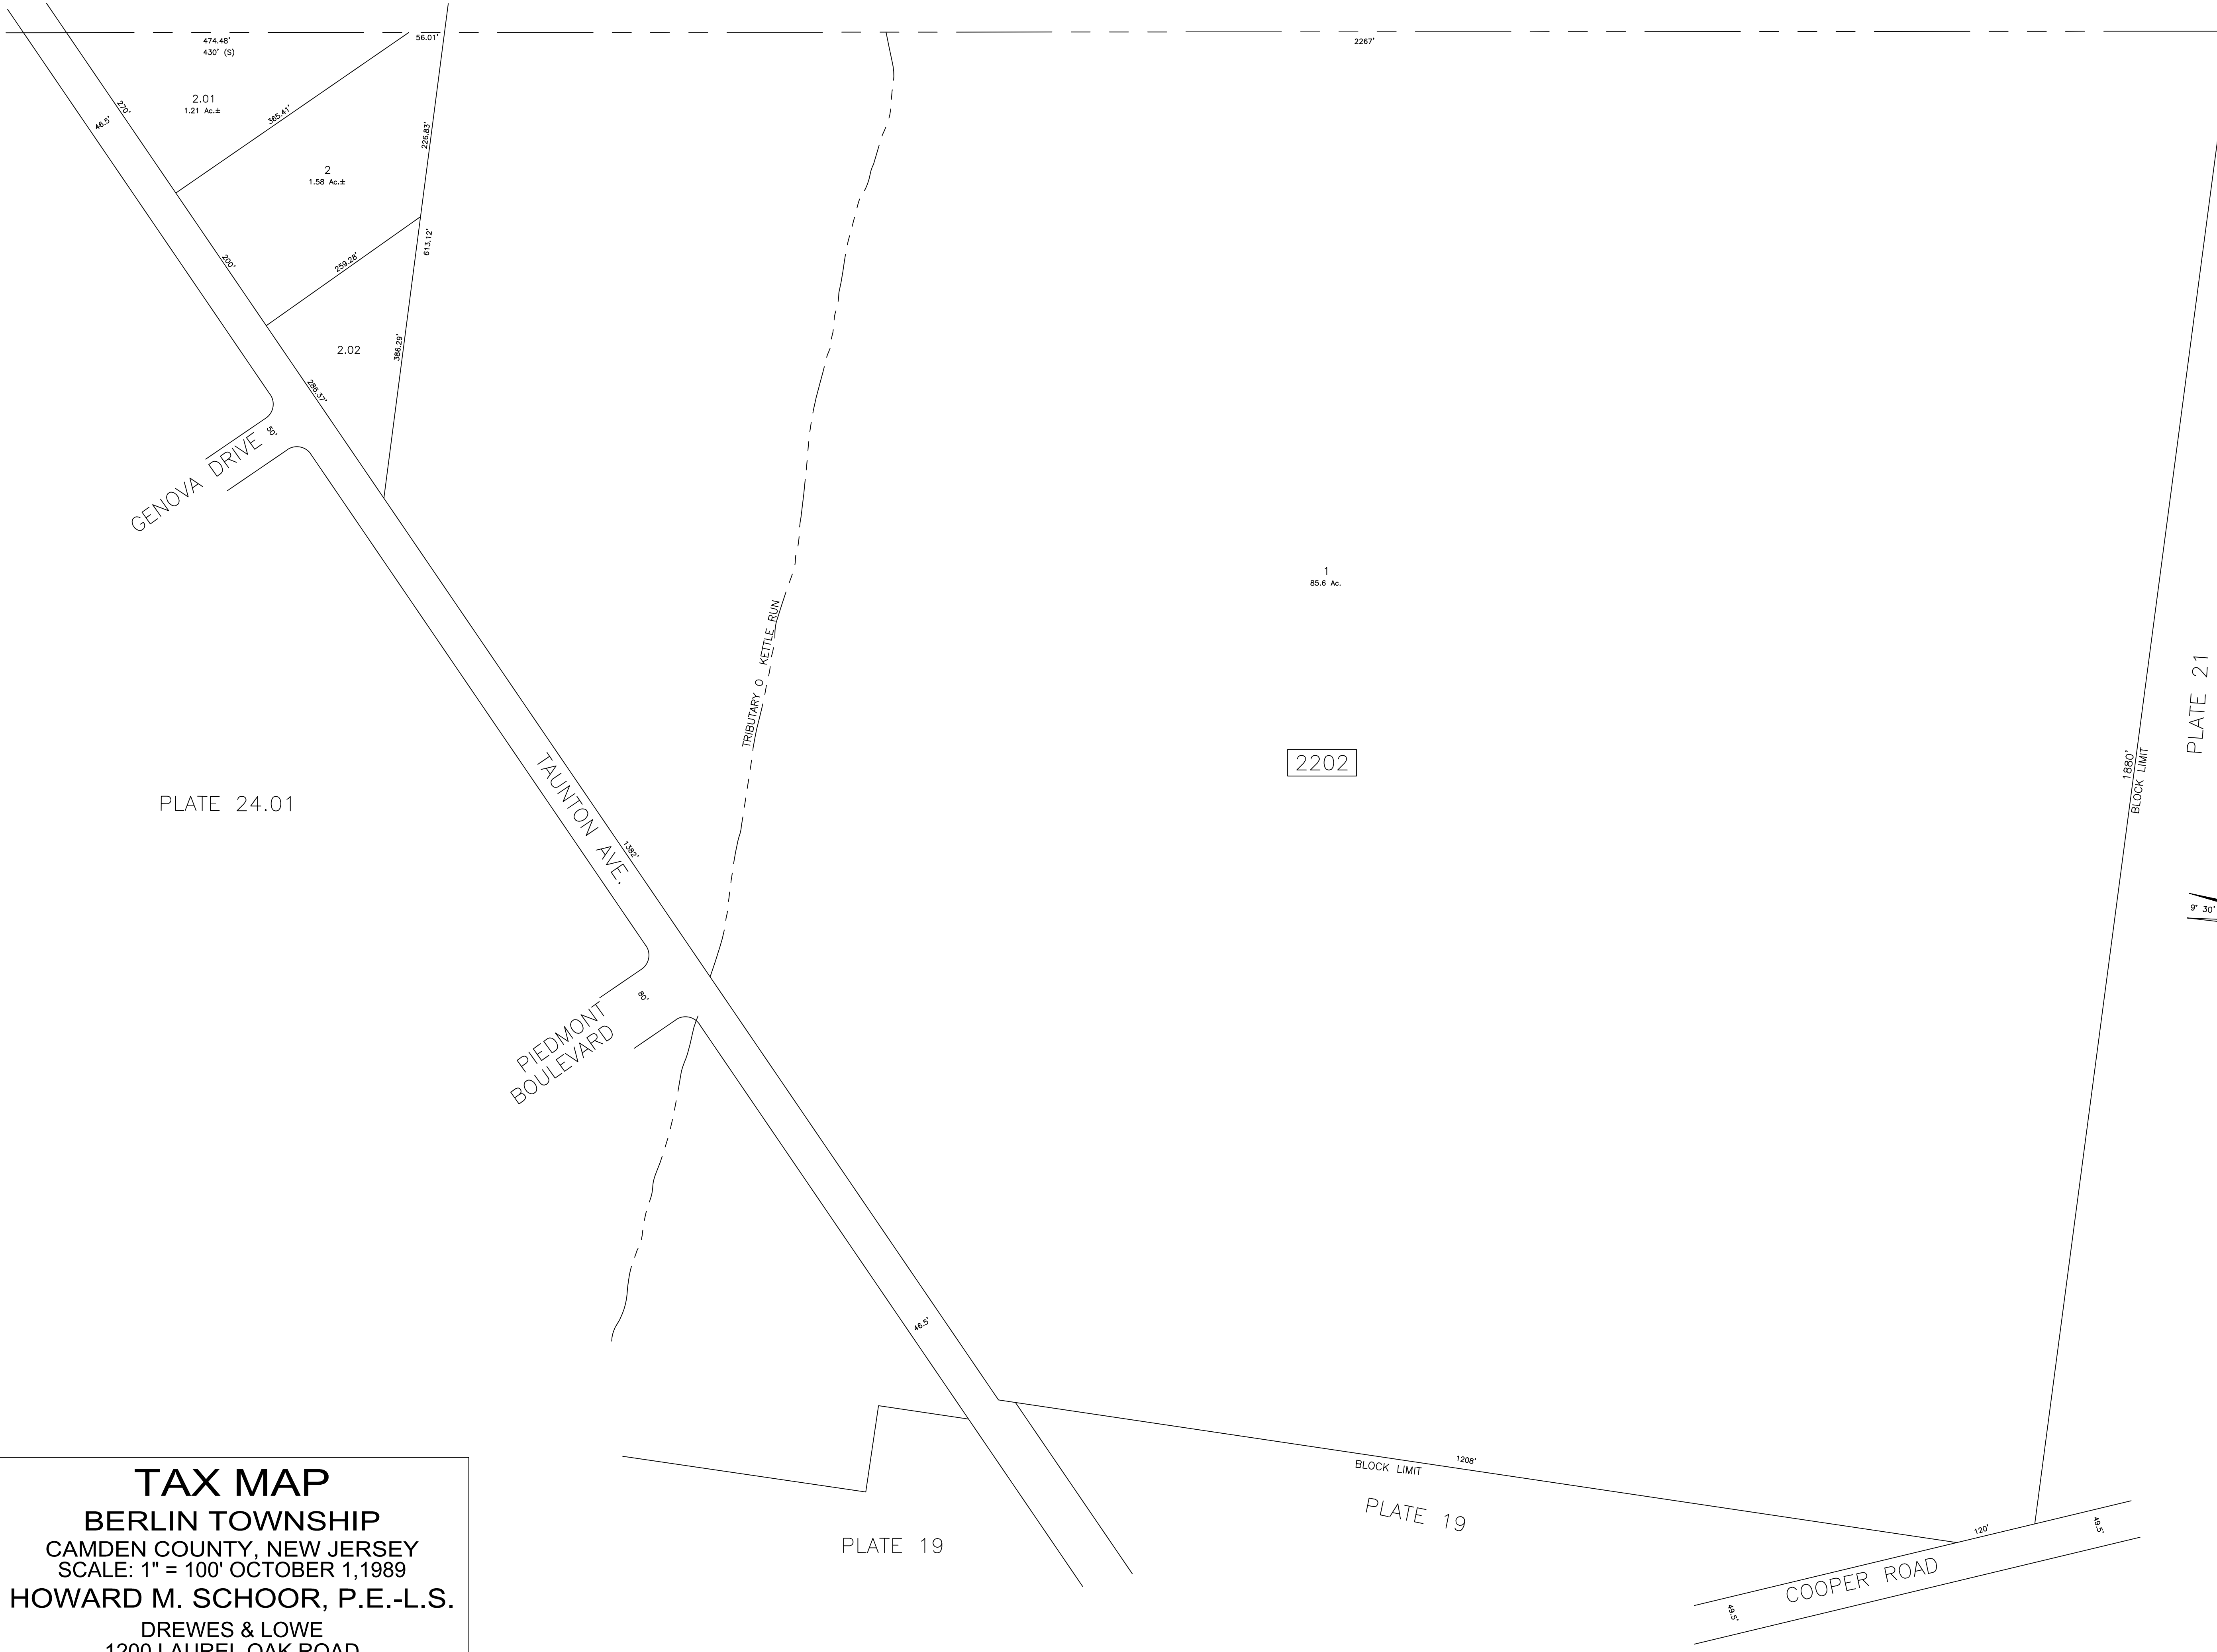 474.48'
430' (S)
56.01'
2267'
2.01
1.21 Ac.±
270'
46.5'
365.41'
226.83'
2
1.58 Ac.±
613.12'
200'
259.28'
386.29'
2.02
286.37'
50'
GENOVA DRIVE
1
85.6 Ac.
TRIBUTARY O KETTLE RUN
PLATE 21
2202
1880'
BLOCK LIMIT
PLATE 24.01
TAUNTON AVE.
1382'
9° 30'
80'
PIEDMONT
BOULEVARD
46.5'
1208'
BLOCK LIMIT
PLATE 19
PLATE 19
120'
49.5'
COOPER ROAD
49.5'
TAX MAP
BERLIN TOWNSHIP
CAMDEN COUNTY, NEW JERSEY
SCALE: 1" = 100' OCTOBER 1,1989
HOWARD M. SCHOOR, P.E.-L.S.
DREWES & LOWE
1200 LAUREL OAK ROAD